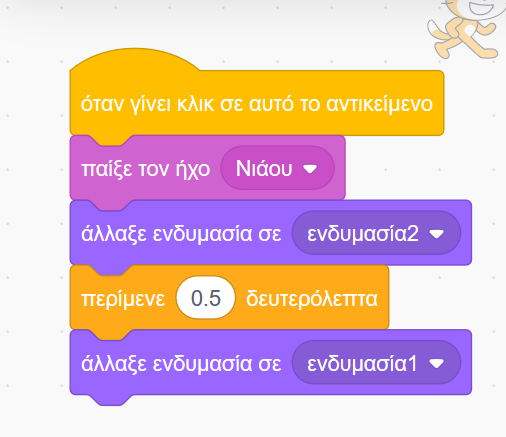 όταν γίνει κλικ σε αυτό το αντικείμενο
παίξε τον ήχο Νιάου
άλλαξε ενδυμασία σε ενδυμασία2
περίμενε 0.5 δευτερόλεπτα
άλλαξε ενδυμασία σε ενδυμασία1